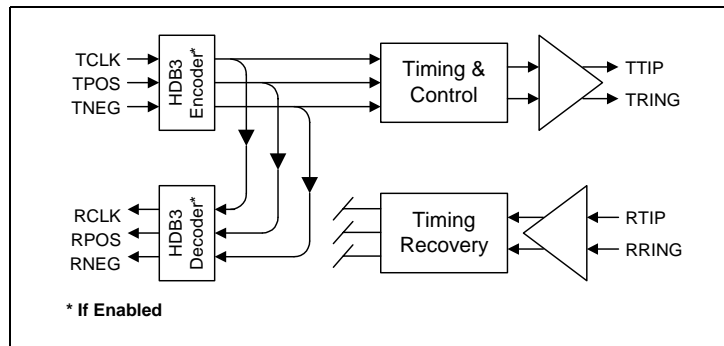 TCLK
TPOS
TNEG
HDB3
Encoder*
Timing &
Control
TTIP
TRING
RCLK
RPOS
RNEG
HDB3
Decoder*
Timing
Recovery
RTIP
RRING
* If Enabled